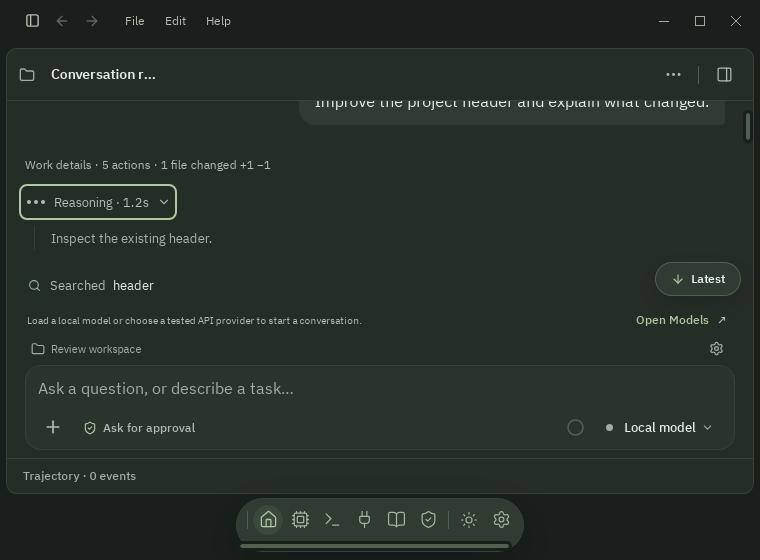 File Edit Help
Conversation r...
Improve the project header and explain what changed.
Work details · 5 actions · 1 file changed +1 −1
Reasoning · 1.2s
Inspect the existing header.
Searched header
Latest
Load a local model or choose a tested API provider to start a conversation.
Open Models ↗
Review workspace
Ask a question, or describe a task...
Ask for approval
Local model
Trajectory · 0 events